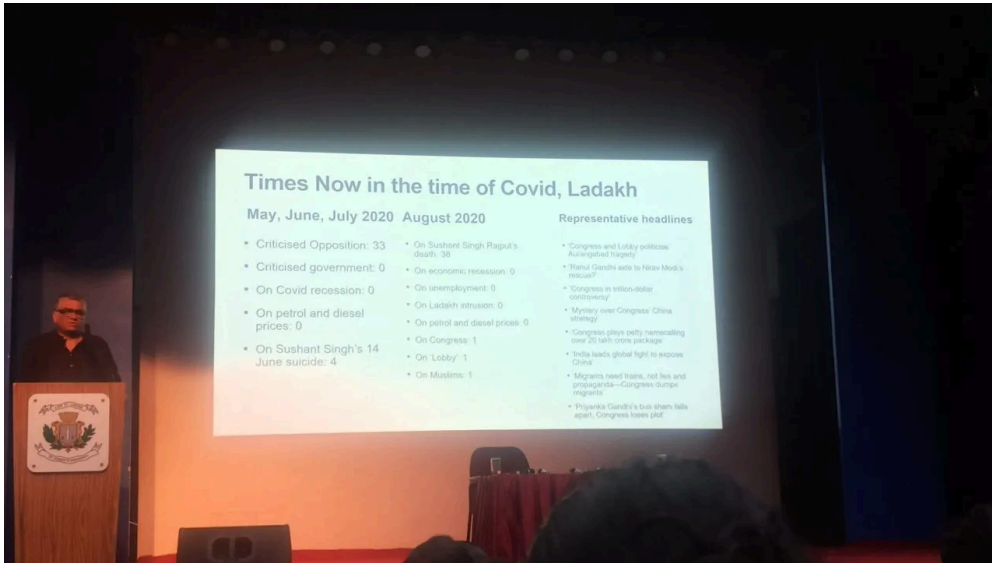 Times Now in the time of Covid, Ladakh
May, June, July 2020
• Criticised Opposition: 33
• Criticised government: 0
• On Covid recession: 0
• On petrol and diesel
prices: 0
• On Sushant Singh's 14
June suicide: 4
August 2020
• On Sushant Singh Rajput's
death: 38
• On economic recession: 0
• On unemployment: 0
• On Ladakh intrusion: 0
• On petrol and diesel prices: 0
• On Congress: 1
• On 'Lobby': 1
• On Muslims: 1
Representative headlines
• 'Congress and Lobby politicise
Aurangabad tragedy'
• 'Rahul Gandhi aide to Nirav Modi's
rescue?'
• 'Congress in trillion-dollar
controversy'
• 'Mystery over Congress' China
strategy'
• 'Congress plays petty namecalling
over 20 lakh crore package'
• 'India leads global fight to expose
China'
• 'Migrants need trains, not lies and
propaganda—Congress dumps
migrants'
• 'Priyanka Gandhi's bus sham falls
apart, Congress loses plot'